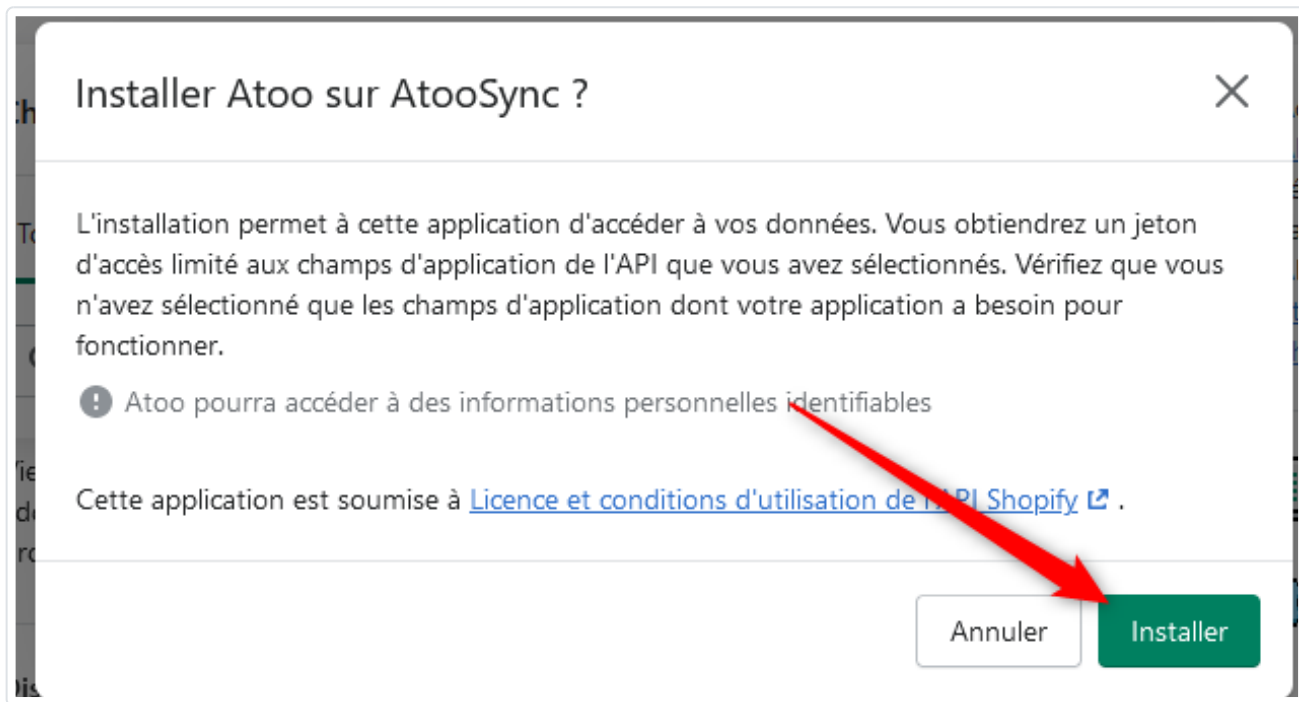 Installer Atoo sur AtooSync ?
L'installation permet à cette application d'accéder à vos données. Vous obtiendrez un jeton
d'accès limité aux champs d'application de l'API que vous avez sélectionnés. Vérifiez que vous
n'avez sélectionné que les champs d'application dont votre application a besoin pour
fonctionner.
Atoo pourra accéder à des informations personnelles identifiables
Cette application est soumise à Licence et conditions d'utilisation de l'API Shopify .
Annuler
Installer